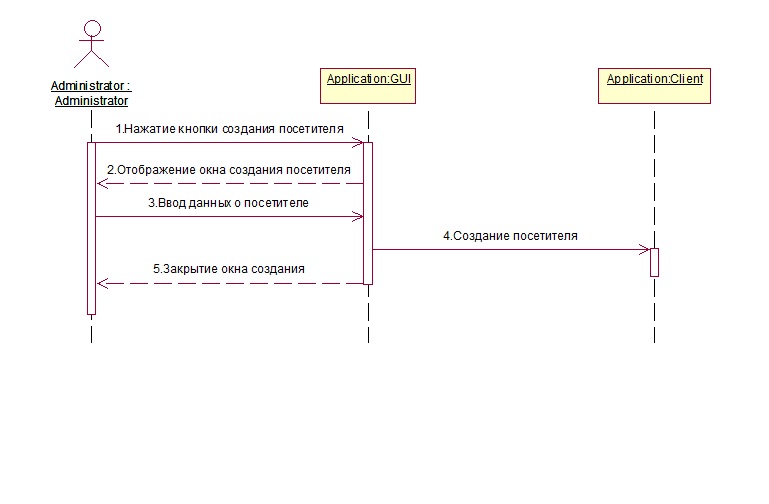 Administrator :
Administrator
Application:GUI
Application:Client
1.Нажатие кнопки создания посетителя
2.Отображение окна создания посетителя
3.Ввод данных о посетителе
4.Создание посетителя
5.Закрытие окна создания